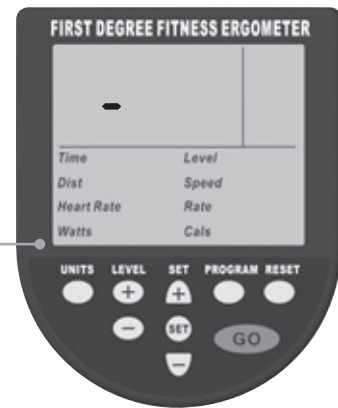 FIRST DEGREE FITNESS ERGOMETER
-
Time Level
Dist Speed
Heart Rate Rate
Watts Cals
UNITS LEVEL SET PROGRAM RESET
+ +
- SET GO
-